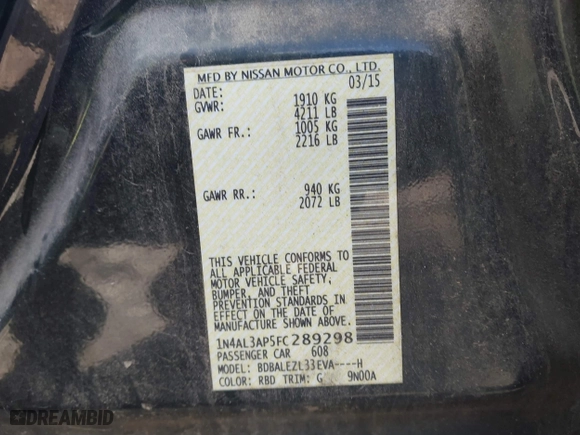 MFD BY NISSAN MOTOR CO., LTD.
DATE: 03/15
GVWR: 1910 KG
4211 LB
GAWR FR.: 1005 KG
2216 LB
GAWR RR.: 940 KG
2072 LB
THIS VEHICLE CONFORMS TO
ALL APPLICABLE FEDERAL
MOTOR VEHICLE SAFETY,
BUMPER, AND THEFT
PREVENTION STANDARDS IN
EFFECT ON THE DATE OF
MANUFACTURE SHOWN ABOVE.
1N4AL3AP5FC289298
PASSENGER CAR 608
MODEL: BDBALEZL33EVA----H
COLOR: RBD TRIM: G 9N00A
DREAMBID